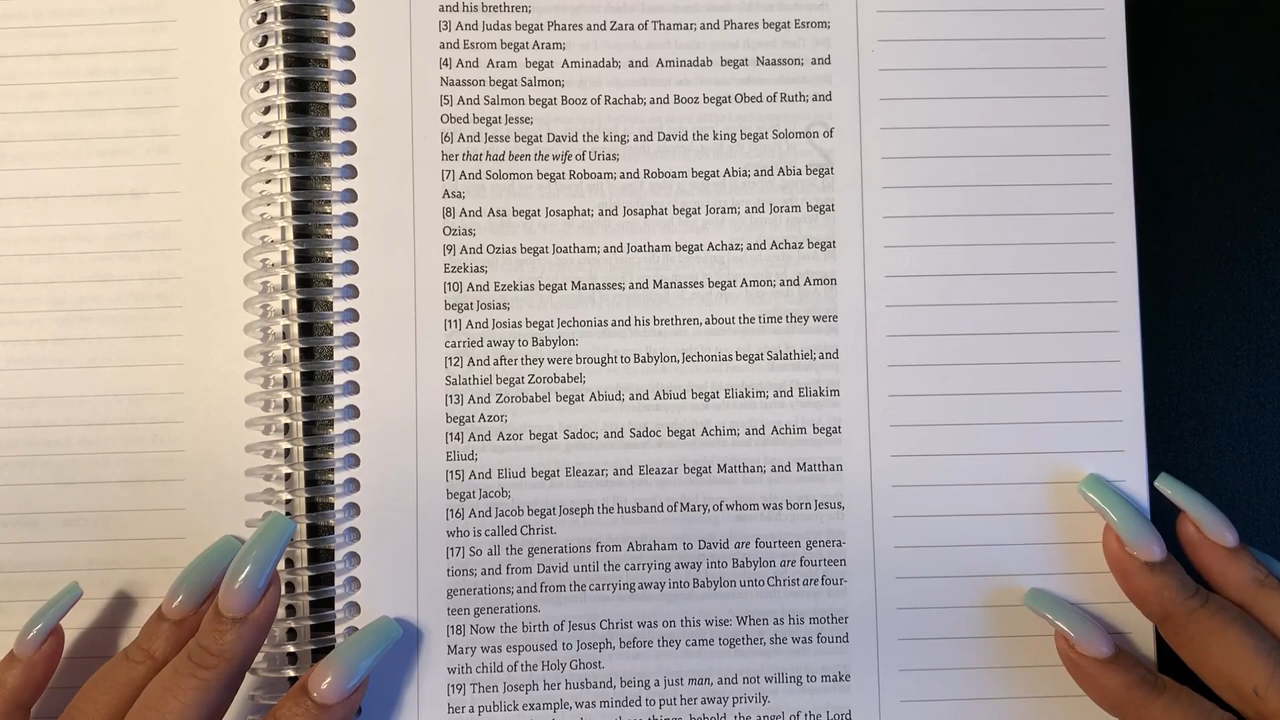 and his brethren;
[3] And Judas begat Phares and Zara of Thamar; and Phares begat Esrom;
and Esrom begat Aram;
[4] And Aram begat Aminadab; and Aminadab begat Naasson; and
Naasson begat Salmon;
[5] And Salmon begat Booz of Rachab; and Booz begat Obed of Ruth; and
Obed begat Jesse;
[6] And Jesse begat David the king; and David the king begat Solomon of
her that had been the wife of Urias;
[7] And Solomon begat Roboam; and Roboam begat Abia; and Abia begat
Asa;
[8] And Asa begat Josaphat; and Josaphat begat Joram; and Joram begat
Ozias;
[9] And Ozias begat Joatham; and Joatham begat Achaz; and Achaz begat
Ezekias;
[10] And Ezekias begat Manasses; and Manasses begat Amon; and Amon
begat Josias;
[11] And Josias begat Jechonias and his brethren, about the time they were
carried away to Babylon:
[12] And after they were brought to Babylon, Jechonias begat Salathiel; and
Salathiel begat Zorobabel;
[13] And Zorobabel begat Abiud; and Abiud begat Eliakim; and Eliakim
begat Azor;
[14] And Azor begat Sadoc; and Sadoc begat Achim; and Achim begat
Eliud;
[15] And Eliud begat Eleazar; and Eleazar begat Matthan; and Matthan
begat Jacob;
[16] And Jacob begat Joseph the husband of Mary, of whom was born Jesus,
who is called Christ.
[17] So all the generations from Abraham to David are fourteen genera-
tions; and from David until the carrying away into Babylon are fourteen
generations; and from the carrying away into Babylon unto Christ are four-
teen generations.
[18] Now the birth of Jesus Christ was on this wise: When as his mother
Mary was espoused to Joseph, before they came together, she was found
with child of the Holy Ghost.
[19] Then Joseph her husband, being a just man, and not willing to make
her a publick example, was minded to put her away privily.
things, behold, the angel of the Lord